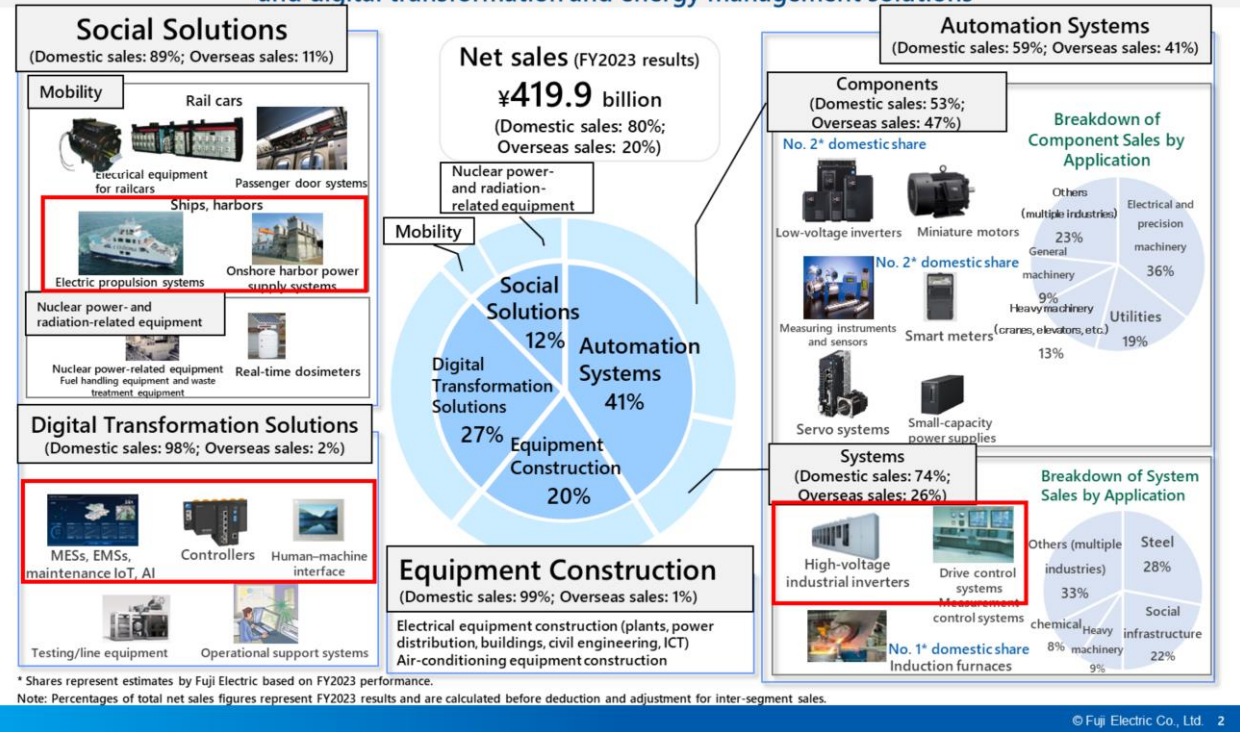 and digital transformation and energy management solutions
Social Solutions
(Domestic sales: 89%; Overseas sales: 11%)
Mobility
Rail cars
Electrical equipment
for railcars
Passenger door systems
Ships, harbors
Electric propulsion systems
Onshore harbor power
supply systems
Nuclear power- and
radiation-related equipment
Nuclear power-related equipment
Fuel handling equipment and waste
treatment equipment
Real-time dosimeters
Digital Transformation Solutions
(Domestic sales: 98%; Overseas sales: 2%)
MESs, EMSs,
maintenance IoT, AI
Controllers
Human–machine
interface
Testing/line equipment
Operational support systems
Net sales (FY2023 results)
¥419.9 billion
(Domestic sales: 80%;
Overseas sales: 20%)
Nuclear power-
and radiation-
related equipment
Mobility
Social
Solutions
12%
Automation
Systems
41%
Digital
Transformation
Solutions
27%
Equipment
Construction
20%
Equipment Construction
(Domestic sales: 99%; Overseas sales: 1%)
Electrical equipment construction (plants, power
distribution, buildings, civil engineering, ICT)
Air-conditioning equipment construction
Automation Systems
(Domestic sales: 59%; Overseas sales: 41%)
Components
(Domestic sales: 53%;
Overseas sales: 47%)
No. 2* domestic share
Low-voltage inverters
Miniature motors
No. 2* domestic share
Measuring instruments
and sensors
Smart meters
Servo systems
Small-capacity
power supplies
Breakdown of
Component Sales by
Application
Others
(multiple industries)
23%
Electrical and
precision
machinery
36%
General
machinery
9%
Heavy machinery
(cranes, elevators, etc.)
13%
Utilities
19%
Systems
(Domestic sales: 74%;
Overseas sales: 26%)
High-voltage
industrial inverters
Drive control
systems
Measurement
control systems
No. 1* domestic share
Induction furnaces
Breakdown of System
Sales by Application
Others (multiple
industries)
33%
Steel
28%
Social
infrastructure
22%
chemical
8%
Heavy
machinery
9%
* Shares represent estimates by Fuji Electric based on FY2023 performance.
Note: Percentages of total net sales figures represent FY2023 results and are calculated before deduction and adjustment for inter-segment sales.
© Fuji Electric Co., Ltd. 2